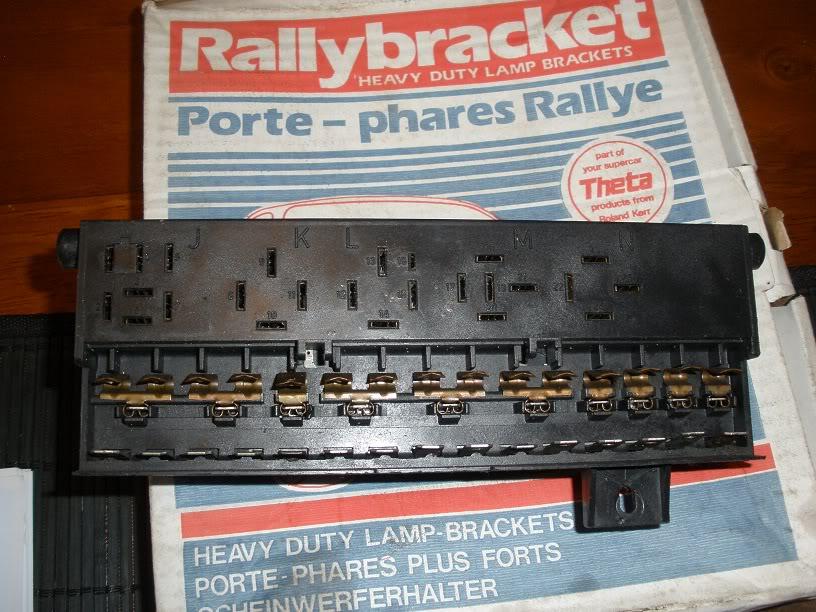 Rallybracket
HEAVY DUTY LAMP BRACKETS
Porte - phares Rallye
part of
your supercar
Theta
products from
Roland Kerr
J K L M N
HEAVY DUTY LAMP-BRACKETS
PORTE-PHARES PLUS FORTS
SCHEINWERFERHALTER